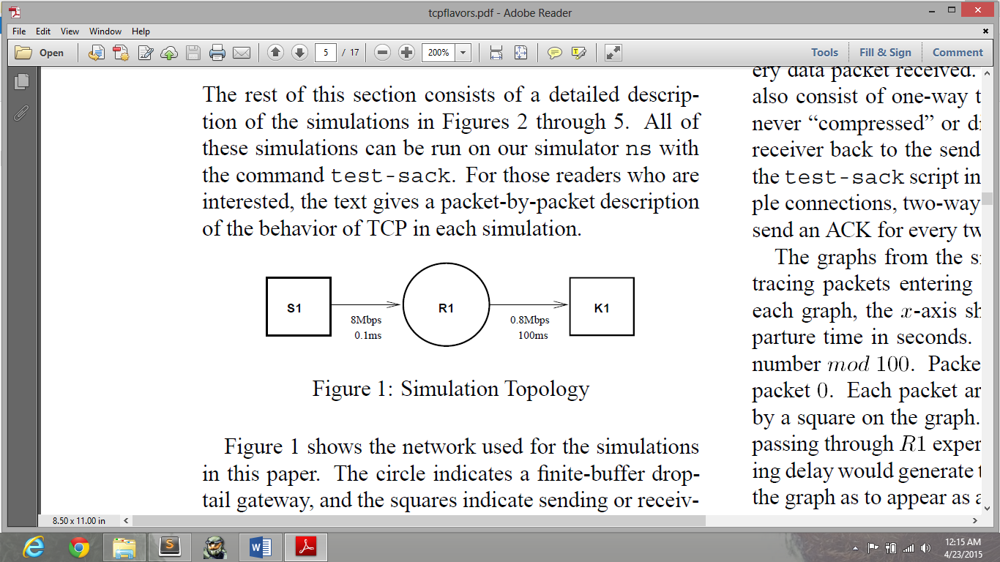 tcpflavors.pdf - Adobe Reader
File Edit View Window Help
Open 5 / 17 200% Tools Fill & Sign Comment
The rest of this section consists of a detailed descrip-
tion of the simulations in Figures 2 through 5. All of
these simulations can be run on our simulator ns with
the command test-sack. For those readers who are
interested, the text gives a packet-by-packet description
of the behavior of TCP in each simulation.
S1
8Mbps
0.1ms
R1
0.8Mbps
100ms
K1
Figure 1: Simulation Topology
Figure 1 shows the network used for the simulations
in this paper. The circle indicates a finite-buffer drop-
tail gateway, and the squares indicate sending or receiv-
ery data packet received.
also consist of one-way t
never “compressed” or d
receiver back to the send
the test-sack script in
ple connections, two-way
send an ACK for every tw
The graphs from the s
tracing packets entering
each graph, the x-axis sh
parture time in seconds.
number mod 100. Packe
packet 0. Each packet ar
by a square on the graph.
passing through R1 exper
ing delay would generate t
the graph as to appear as a
8.50 x 11.00 in
12:15 AM
4/23/2015